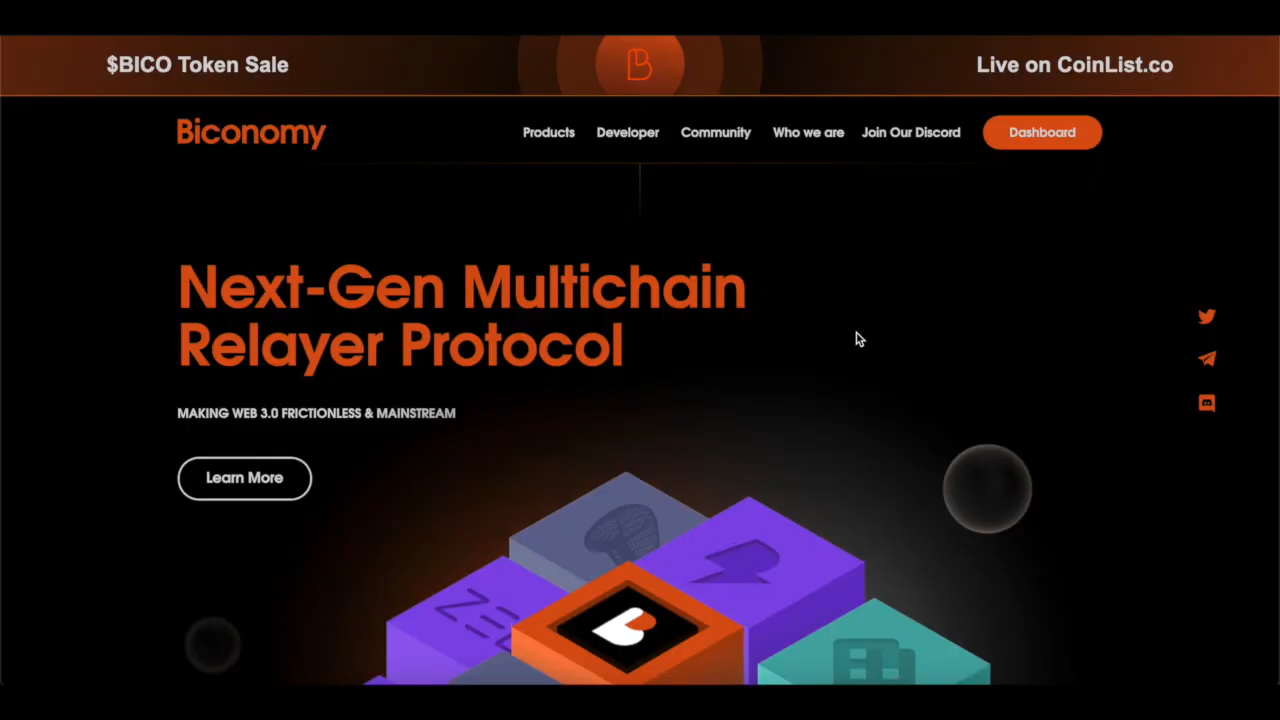 $BICO Token Sale
Live on CoinList.co
Biconomy
Products Developer Community Who we are Join Our Discord Dashboard
Next-Gen Multichain
Relayer Protocol
MAKING WEB 3.0 FRICTIONLESS & MAINSTREAM
Learn More